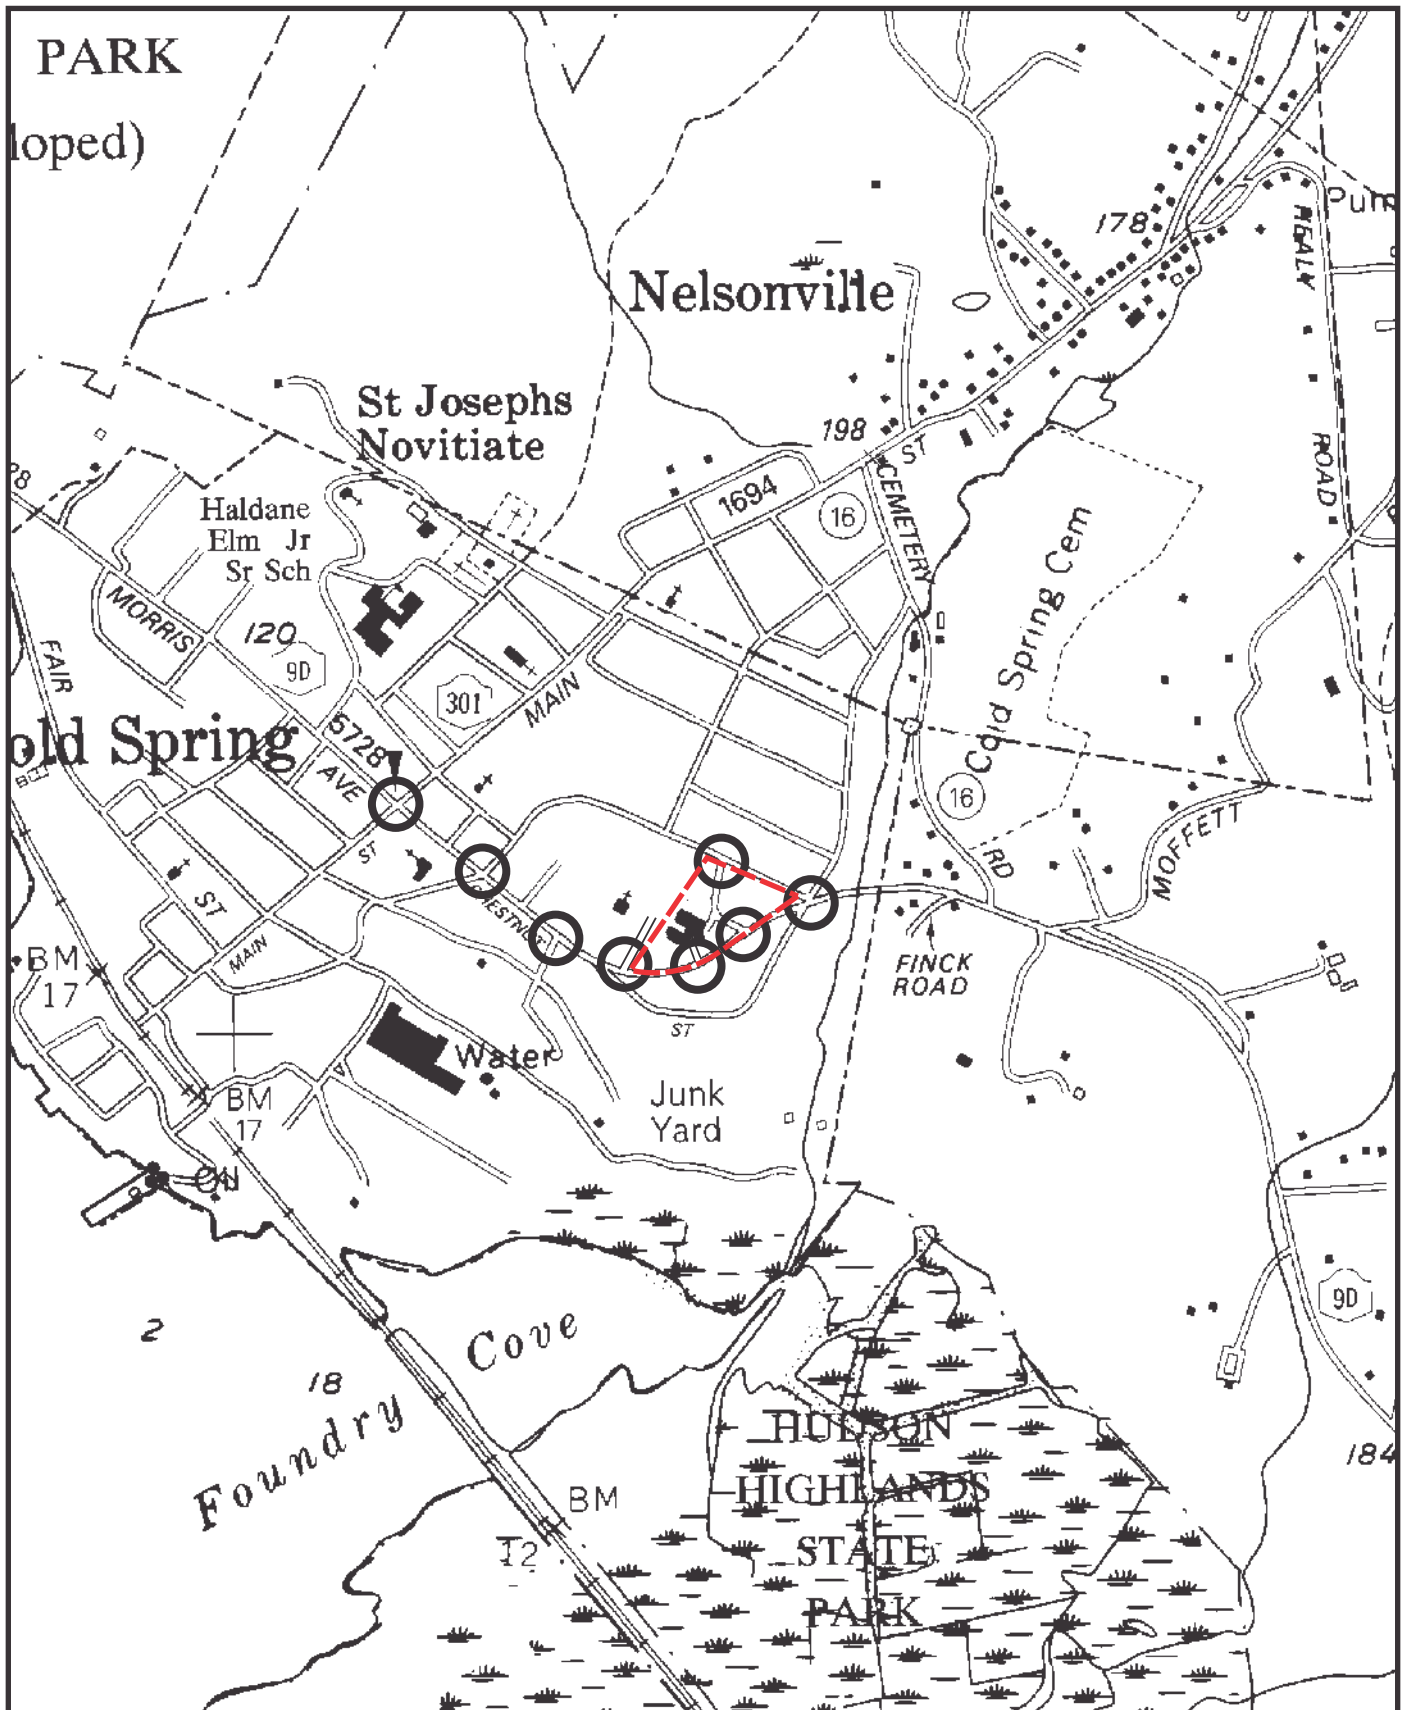 PARK
loped)
178
REALY
Nelsonville
St Josephs
Novitiate
198
ST
CEMETERY
1694
16
ROAD
Haldane
Elm Jr
Sr Sch
MORRIS
120
9D
FAIR
301
MAIN
Cold Spring Cem
old Spring
6728
AVE
16
ST
MOFFETT
RD
ST
MAIN
BM
17
FINCK
ROAD
ST
Water
Junk
Yard
BM
17
2
18
Foundry
Cove
9D
184
HUDSON
HIGHLANDS
STATE
PARK
BM
12